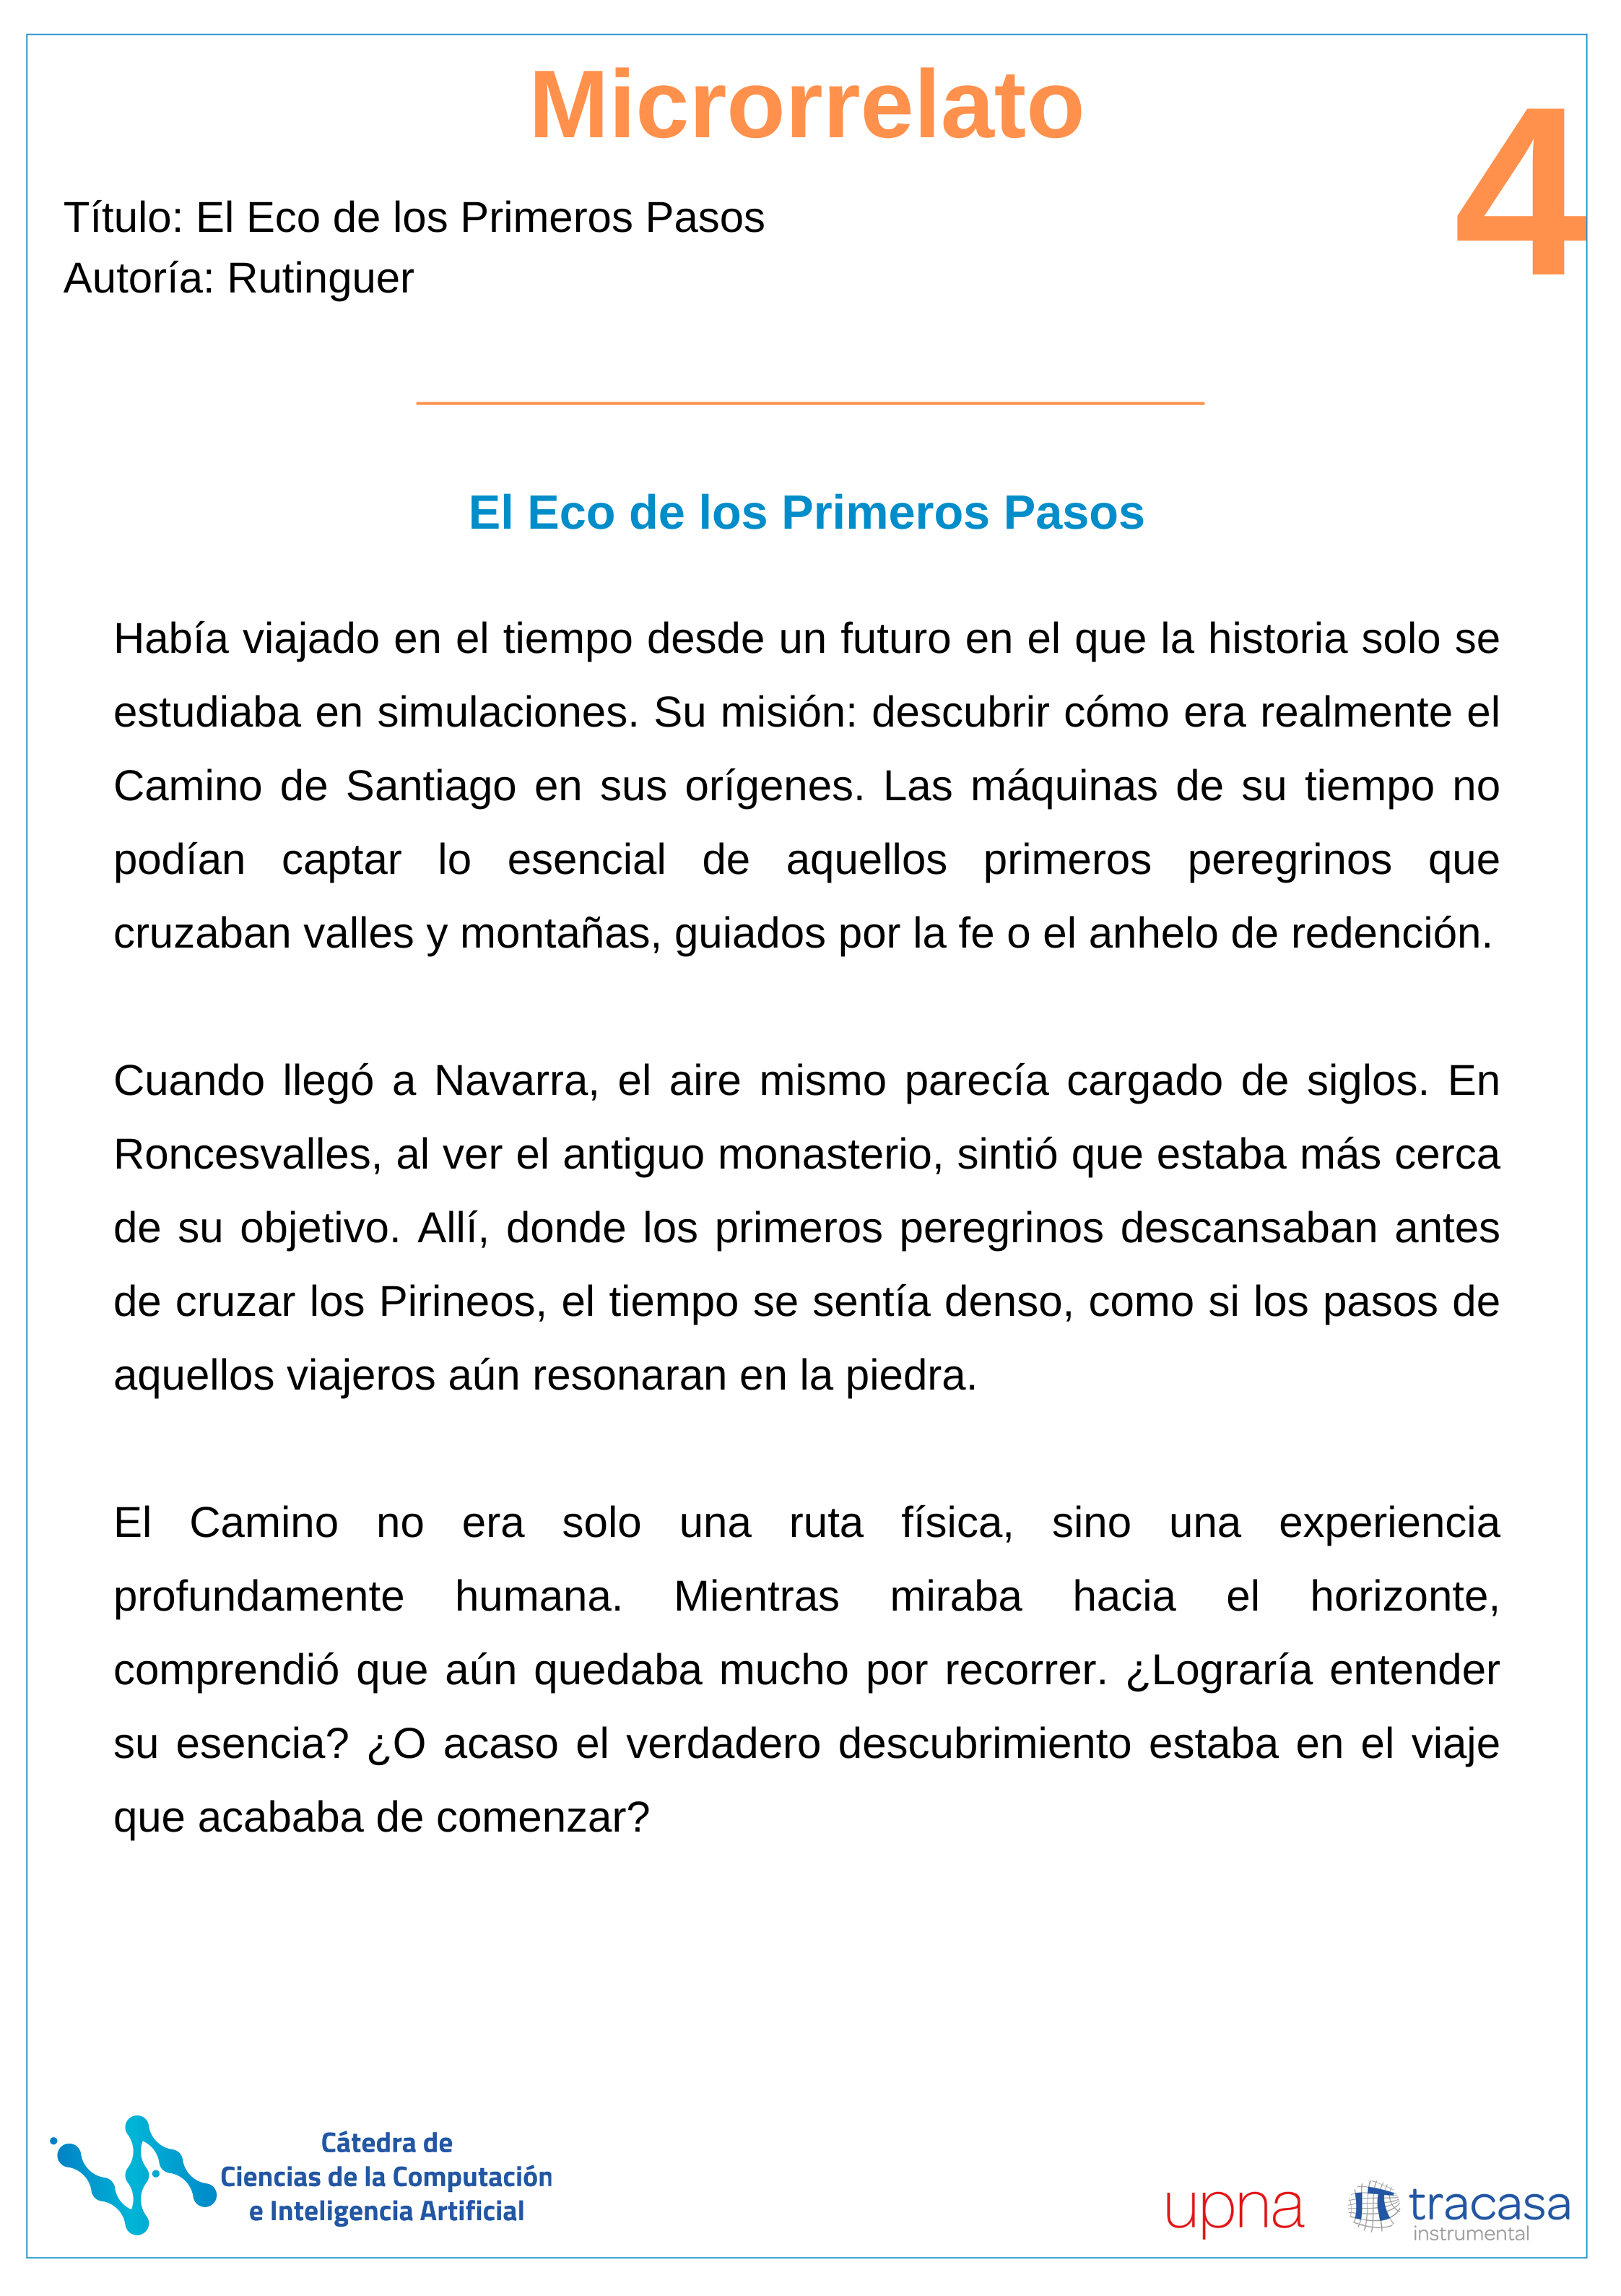 Microrrelato
4
Título: El Eco de los Primeros Pasos
Autoría: Rutinguer
El Eco de los Primeros Pasos
Había viajado en el tiempo desde un futuro en el que la historia solo se
estudiaba en simulaciones. Su misión: descubrir cómo era realmente el
Camino de Santiago en sus orígenes. Las máquinas de su tiempo no
podían captar lo esencial de aquellos primeros peregrinos que
cruzaban valles y montañas, guiados por la fe o el anhelo de redención.
Cuando llegó a Navarra, el aire mismo parecía cargado de siglos. En
Roncesvalles, al ver el antiguo monasterio, sintió que estaba más cerca
de su objetivo. Allí, donde los primeros peregrinos descansaban antes
de cruzar los Pirineos, el tiempo se sentía denso, como si los pasos de
aquellos viajeros aún resonaran en la piedra.
El Camino no era solo una ruta física, sino una experiencia
profundamente humana. Mientras miraba hacia el horizonte,
comprendió que aún quedaba mucho por recorrer. ¿Lograría entender
su esencia? ¿O acaso el verdadero descubrimiento estaba en el viaje
que acababa de comenzar?
Cátedra de
Ciencias de la Computación
e Inteligencia Artificial
upna
iT tracasa
instrumental